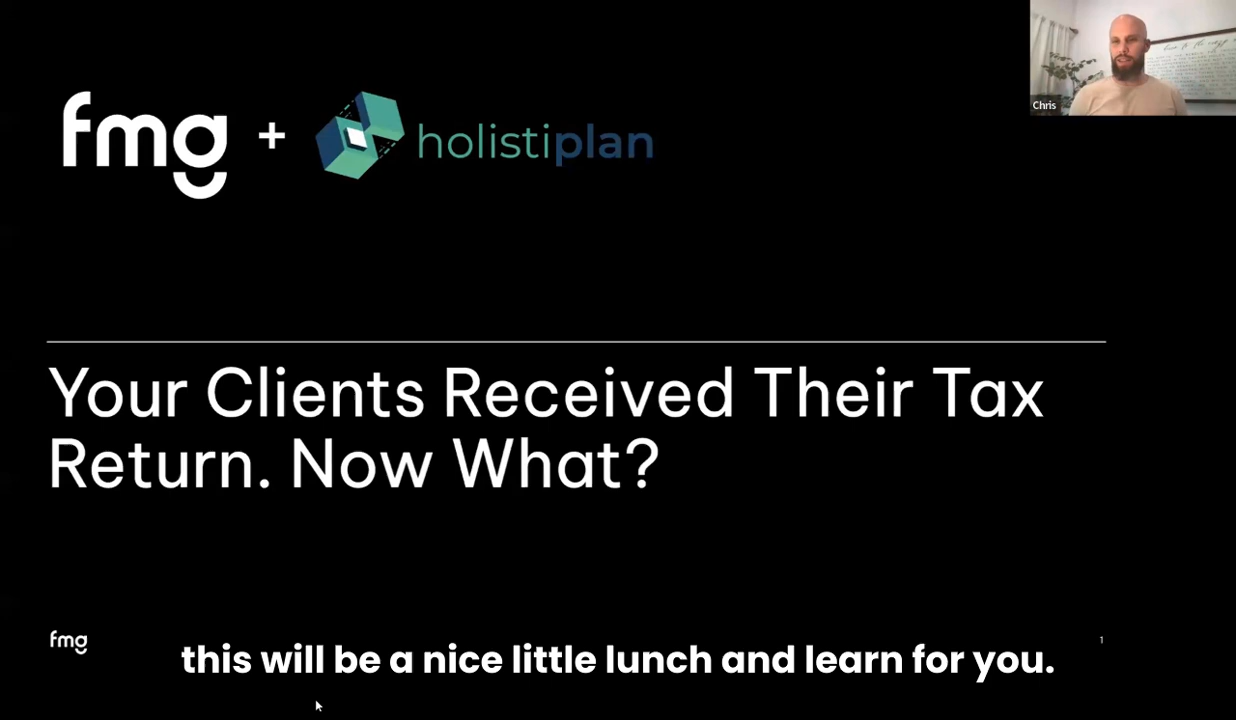 fmg + holistiplan
Chris
Your Clients Received Their Tax
Return. Now What?
fmg
1
this will be a nice little lunch and learn for you.